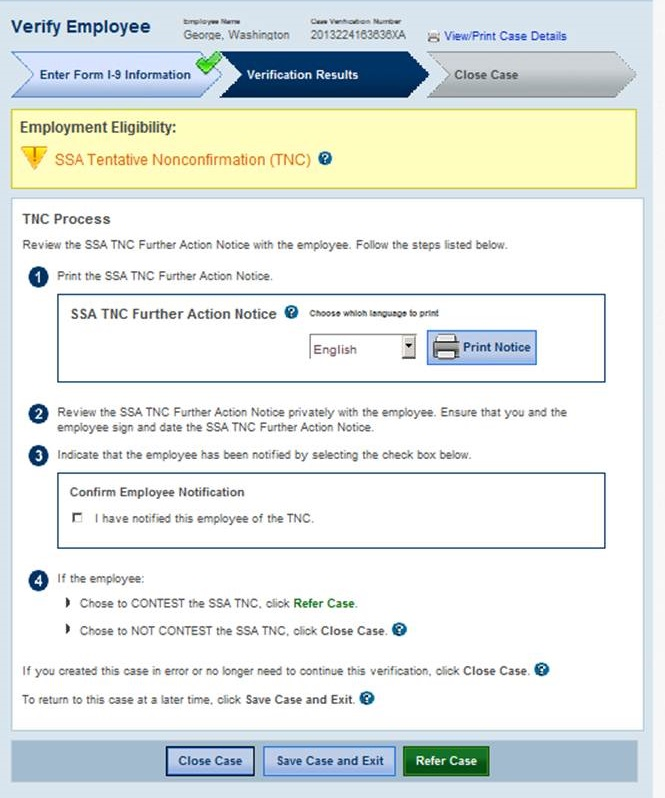 Verify Employee
Employee Name
George, Washington
Case Verification Number
2013224163636XA
View/Print Case Details
Enter Form I-9 Information
Verification Results
Close Case
Employment Eligibility:
SSA Tentative Nonconfirmation (TNC) ?
TNC Process
Review the SSA TNC Further Action Notice with the employee. Follow the steps listed below.
1 Print the SSA TNC Further Action Notice.
SSA TNC Further Action Notice ? Choose which language to print
English
Print Notice
2 Review the SSA TNC Further Action Notice privately with the employee. Ensure that you and the
employee sign and date the SSA TNC Further Action Notice.
3 Indicate that the employee has been notified by selecting the check box below.
Confirm Employee Notification
I have notified this employee of the TNC.
4 If the employee:
Chose to CONTEST the SSA TNC, click Refer Case.
Chose to NOT CONTEST the SSA TNC, click Close Case. ?
If you created this case in error or no longer need to continue this verification, click Close Case. ?
To return to this case at a later time, click Save Case and Exit. ?
Close Case
Save Case and Exit
Refer Case